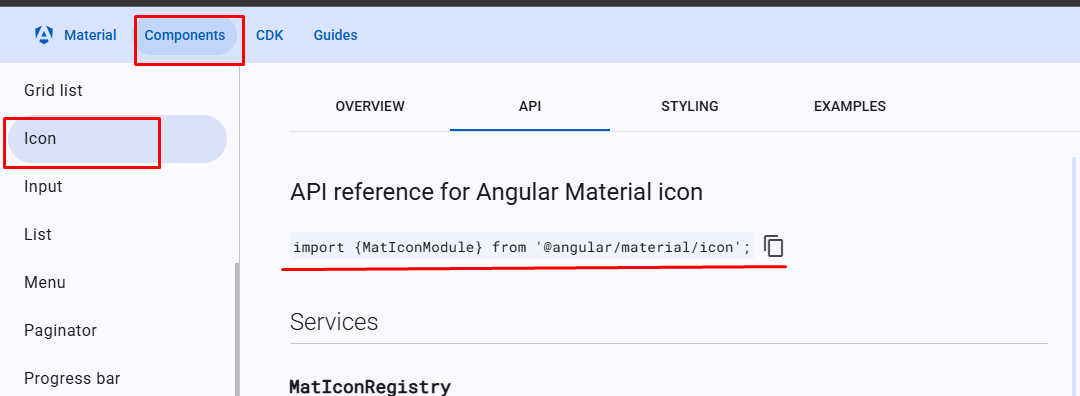 Material Components CDK Guides
Grid list
Icon
Input
List
Menu
Paginator
Progress bar
OVERVIEW API STYLING EXAMPLES
API reference for Angular Material icon
import {MatIconModule} from '@angular/material/icon';
Services
MatIconRegistry